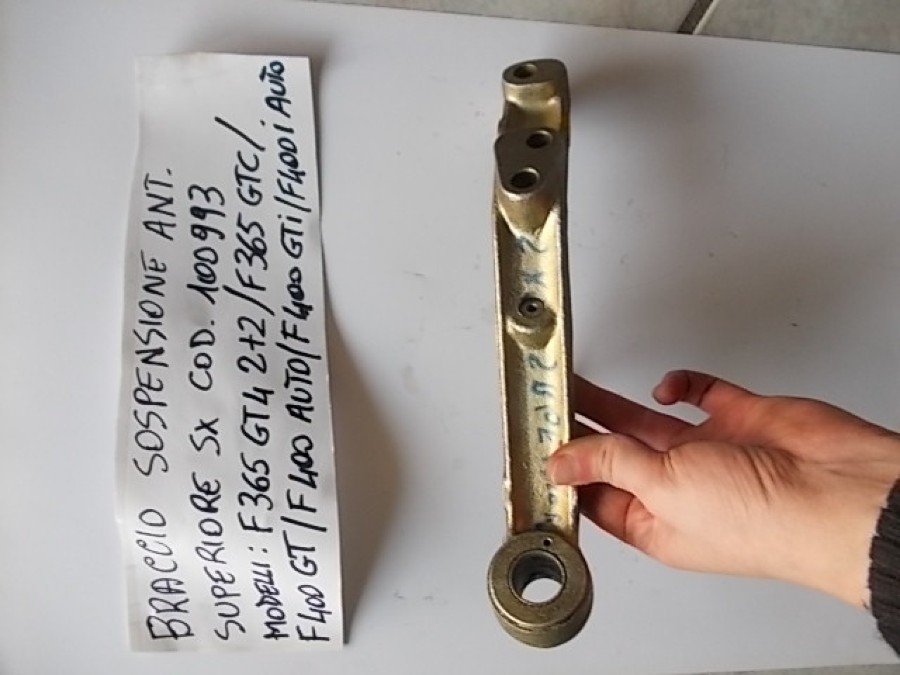 BRACCIO SOSPENSIONE ANT.
SUPERIORE SX COD. 100993
MODELLI: F365 GT4 2+2/F365 GTC/
F400 GT/F400 AUTO/F400 GTi/F400i AUTO